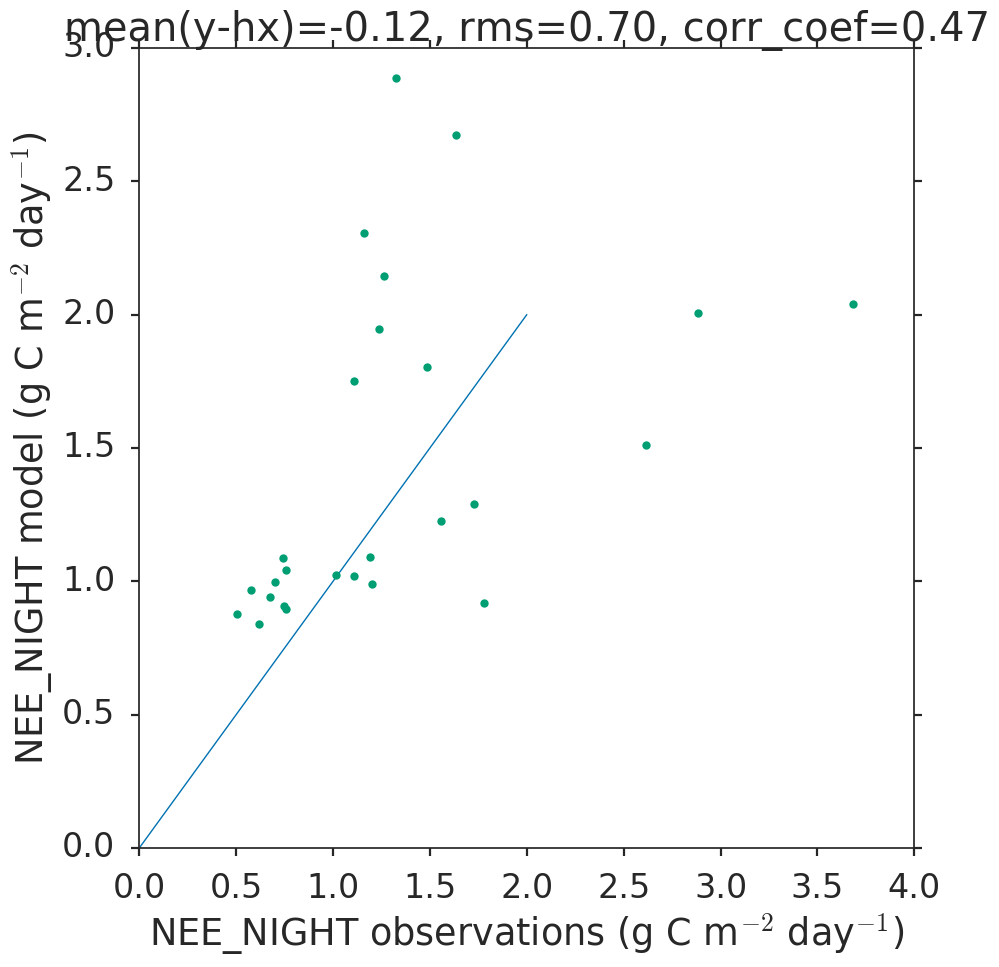 mean(y-hx)=-0.12, rms=0.70, corr_coef=0.47
3.0
2.5
2.0
1.5
1.0
0.5
0.0
NEE_NIGHT model (g C m⁻² day⁻¹)
0.0 0.5 1.0 1.5 2.0 2.5 3.0 3.5 4.0
NEE_NIGHT observations (g C m⁻² day⁻¹)